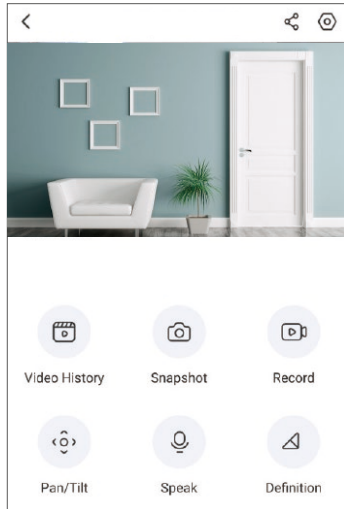 Video History
Snapshot
Record
Pan/Tilt
Speak
Definition